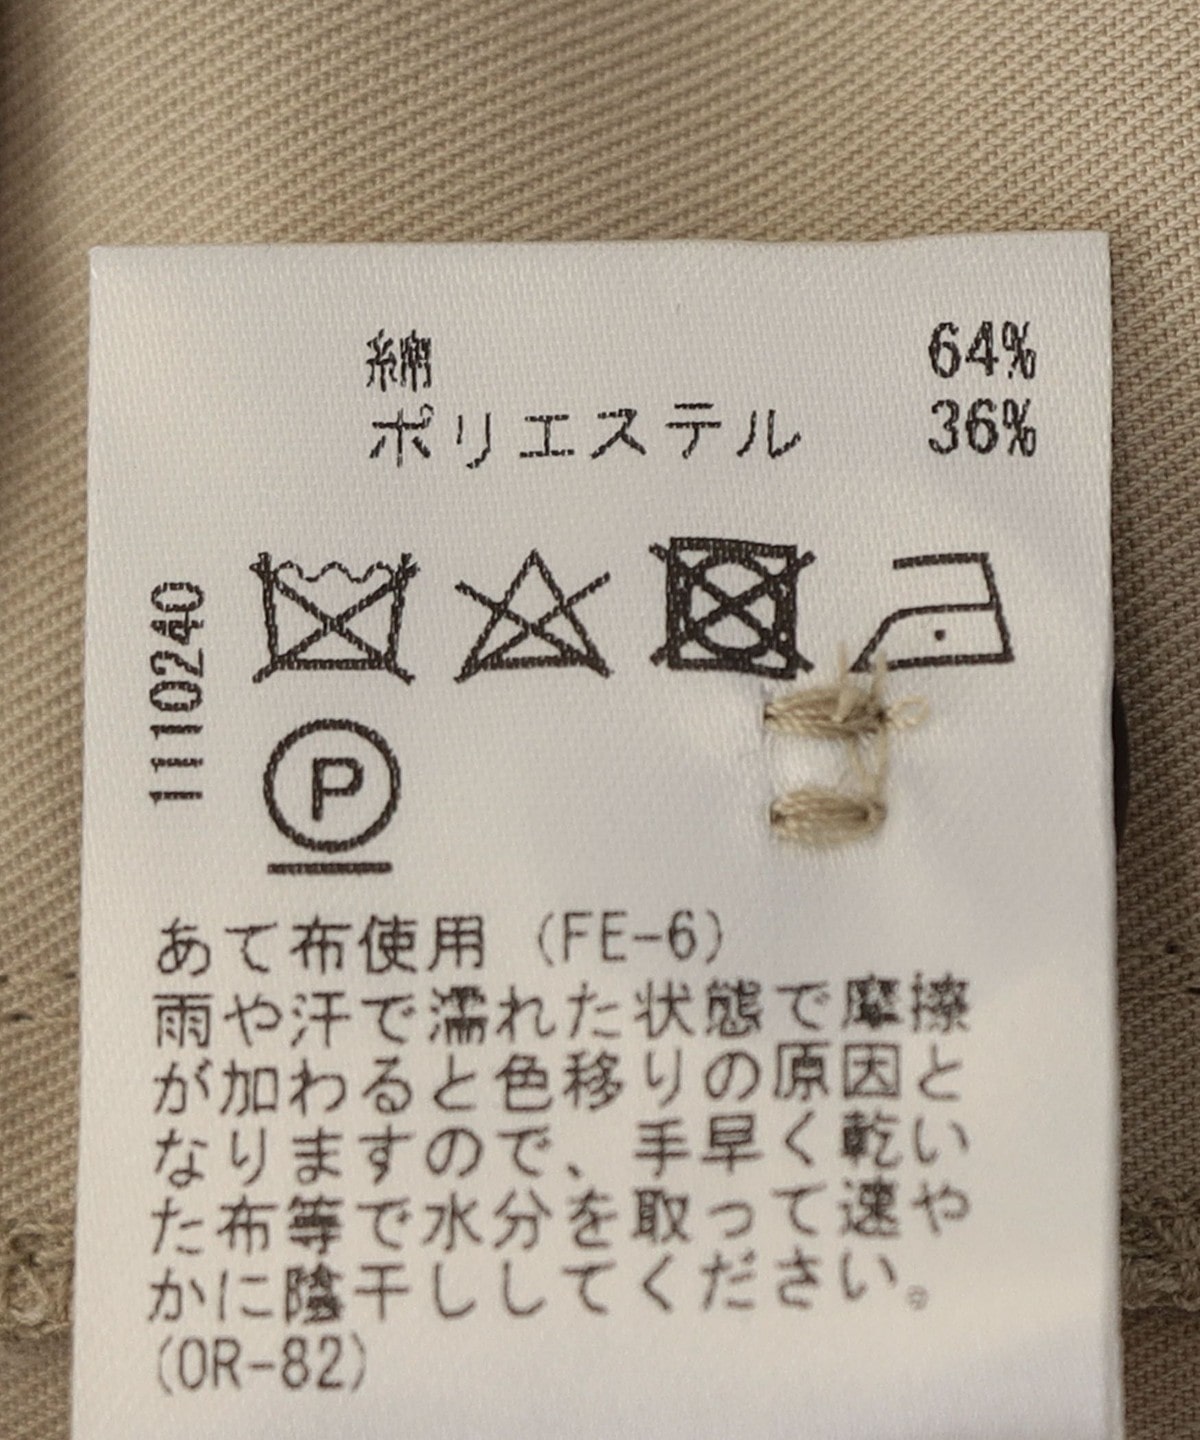 綿 64%
ポリエステル 36%
1110240
P
あて布使用 (FE-6)
雨や汗で濡れた状態で摩擦
が加わると色移りの原因と
なりますので、手早く乾い
た布等で水分を取って速や
かに陰干ししてください。
(OR-82)